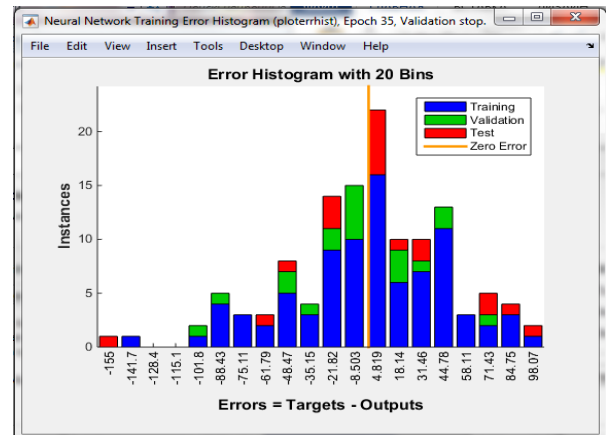 Neural Network Training Error Histogram (ploterrhist), Epoch 35, Validation stop.
File Edit View Insert Tools Desktop Window Help
Error Histogram with 20 Bins
Training
Validation
Test
Zero Error
Instances
20
15
10
5
0
-155 -141.7 -128.4 -115.1 -101.8 -88.43 -75.11 -61.79 -48.47 -35.15 -21.82 -8.503 4.819 18.14 31.46 44.78 58.11 71.43 84.75 98.07
Errors = Targets - Outputs